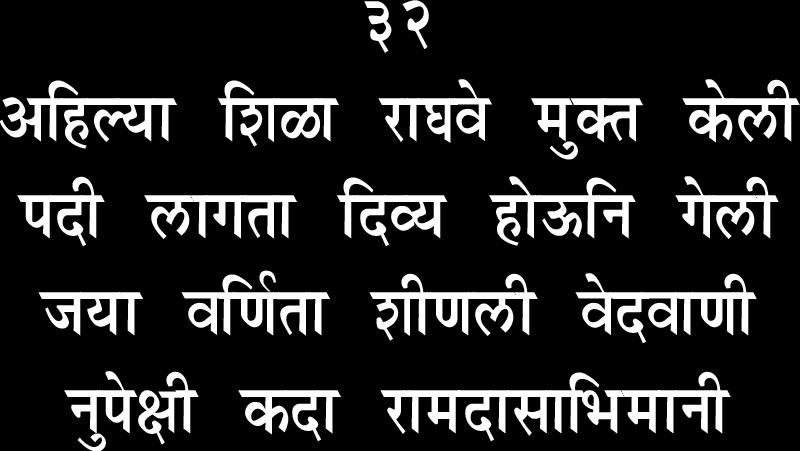 ३२
अहिल्या शिळा राघवे मुक्त केली
पदी लागता दिव्य होऊनि गेली
जया वर्णिता शीणली वेदवाणी
नुपेक्षी कदा रामदासाभिमानी